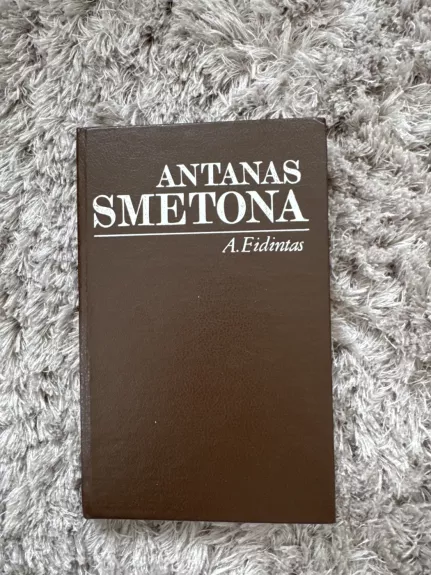 ANTANAS
SMETONA
A. Eidintas